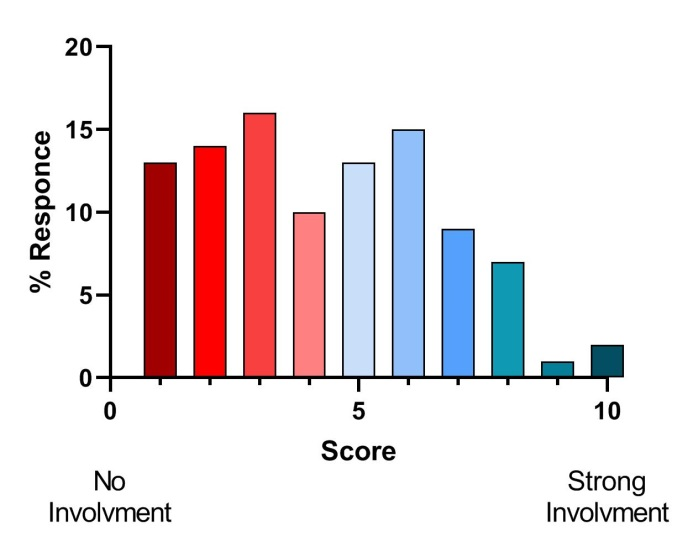 20
15
10
5
0
% Responce
0 5 10
Score
No
Involvment
Strong
Involvment